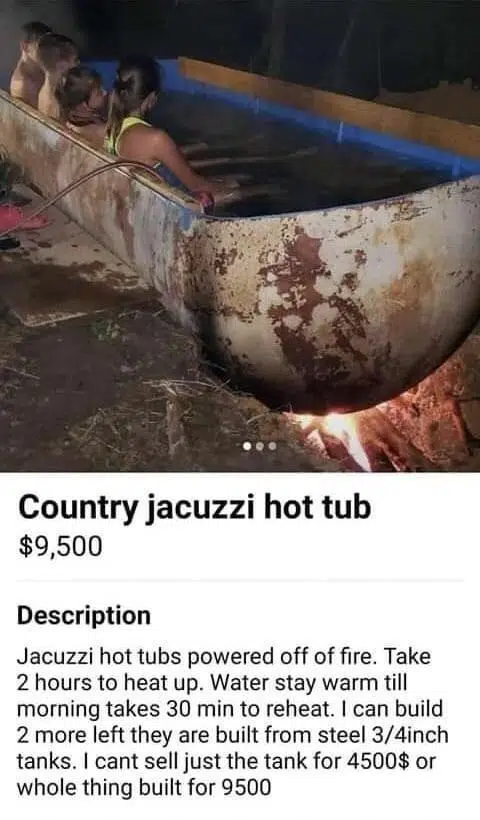 Country jacuzzi hot tub
$9,500
Description
Jacuzzi hot tubs powered off of fire. Take
2 hours to heat up. Water stay warm till
morning takes 30 min to reheat. I can build
2 more left they are built from steel 3/4inch
tanks. I cant sell just the tank for 4500$ or
whole thing built for 9500